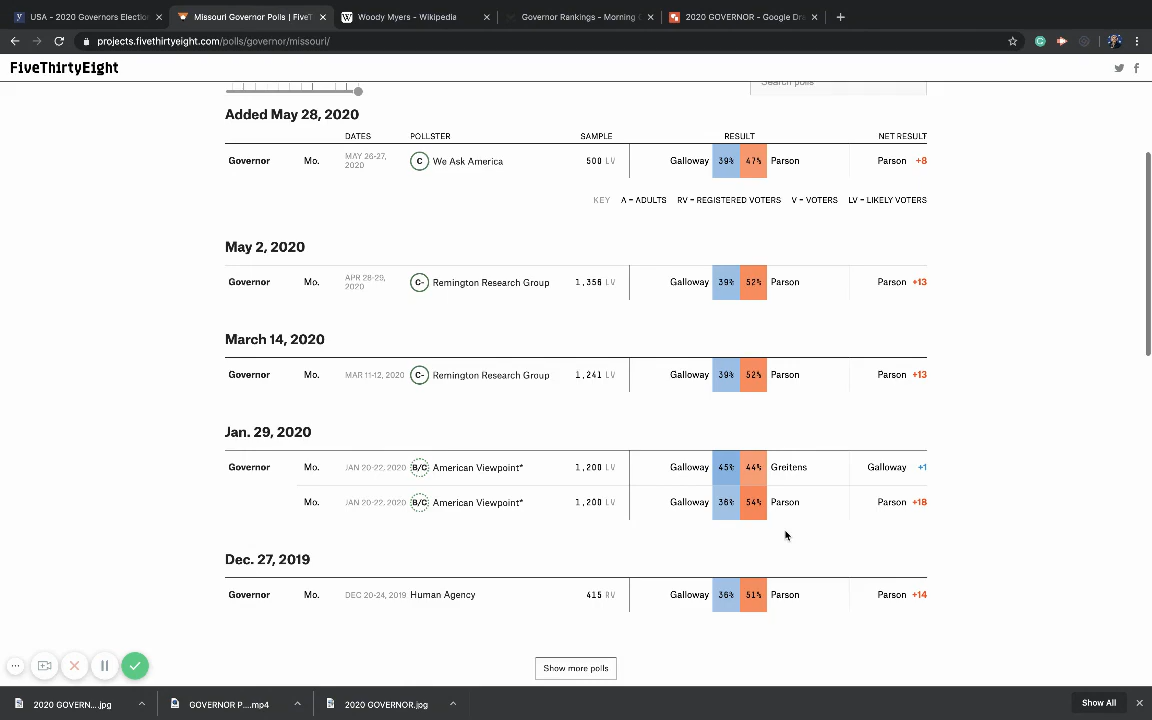 USA - 2020 Governors Electio
Missouri Governor Polls | FiveT
Woody Myers - Wikipedia
Governor Rankings - Morning C
2020 GOVERNOR - Google Dra
projects.fivethirtyeight.com/polls/governor/missouri/
FiveThirtyEight
Search polls
Added May 28, 2020
DATES POLLSTER SAMPLE RESULT NET RESULT
Governor Mo. MAY 26-27, 2020 C We Ask America 500 LV Galloway 39% 47% Parson Parson +8
KEY A = ADULTS RV = REGISTERED VOTERS V = VOTERS LV = LIKELY VOTERS
May 2, 2020
Governor Mo. APR 28-29, 2020 C- Remington Research Group 1,356 LV Galloway 39% 52% Parson Parson +13
March 14, 2020
Governor Mo. MAR 11-12, 2020 C- Remington Research Group 1,241 LV Galloway 39% 52% Parson Parson +13
Jan. 29, 2020
Governor Mo. JAN 20-22, 2020 B/C American Viewpoint* 1,200 LV Galloway 45% 44% Greitens Galloway +1
Mo. JAN 20-22, 2020 B/C American Viewpoint* 1,200 LV Galloway 36% 54% Parson Parson +18
Dec. 27, 2019
Governor Mo. DEC 20-24, 2019 Human Agency 415 RV Galloway 36% 51% Parson Parson +14
Show more polls
2020 GOVERN....jpg
GOVERNOR P....mp4
2020 GOVERNOR.jpg
Show All